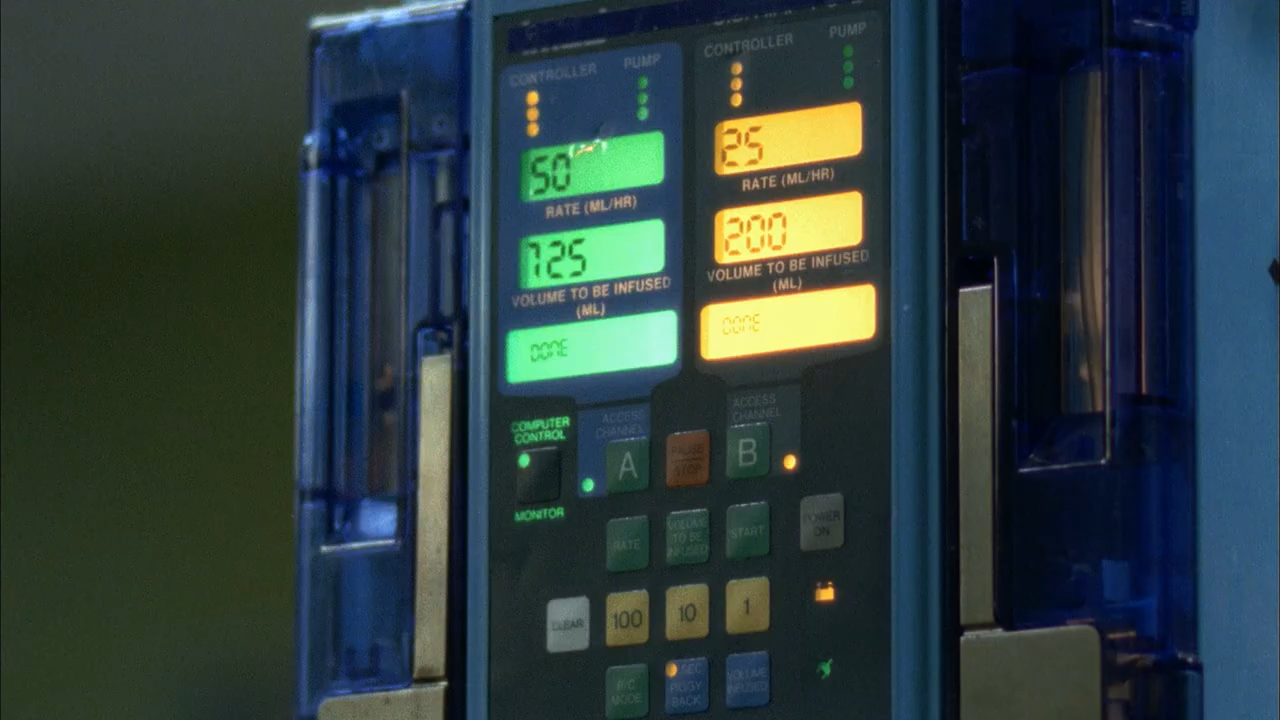 CONTROLLER PUMP
50
RATE (ML/HR)
125
VOLUME TO BE INFUSED
(ML)
DONE
CONTROLLER PUMP
25
RATE (ML/HR)
200
VOLUME TO BE INFUSED
(ML)
DONE
COMPUTER
CONTROL
MONITOR
ACCESS
CHANNEL
A
PAUSE
STOP
ACCESS
CHANNEL
B
RATE
VOLUME
TO BE
INFUSED
START
POWER
ON
CLEAR
100
10
1
P/C
MODE
SEC
PIGGY
BACK
VOLUME
INFUSED